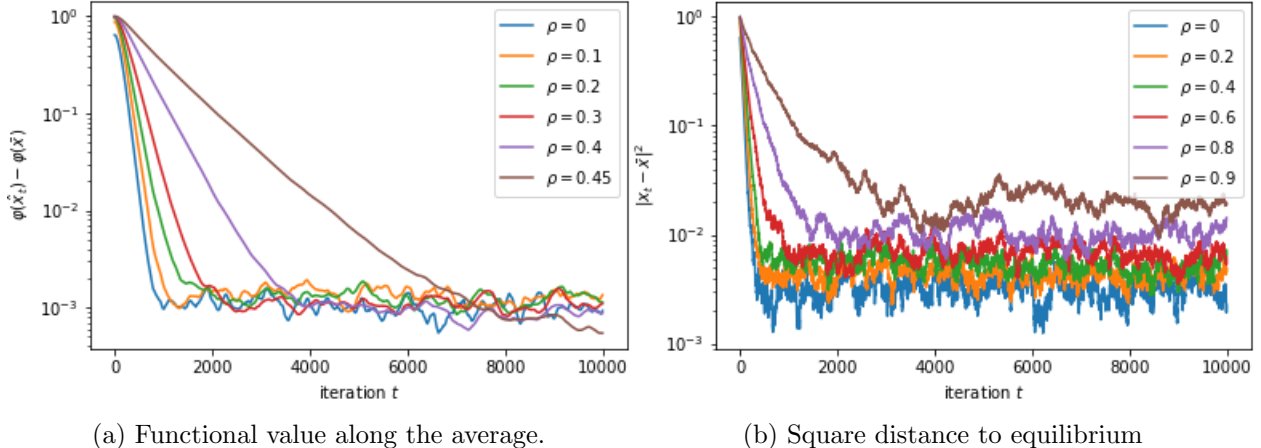 10⁰
10⁻¹
10⁻²
10⁻³
φ(x̂_t) − φ(x̄)
0 2000 4000 6000 8000 10000
iteration t
ρ = 0
ρ = 0.1
ρ = 0.2
ρ = 0.3
ρ = 0.4
ρ = 0.45
(a) Functional value along the average.
10⁰
10⁻¹
10⁻²
10⁻³
|x_t − x̄|²
0 2000 4000 6000 8000 10000
iteration t
ρ = 0
ρ = 0.2
ρ = 0.4
ρ = 0.6
ρ = 0.8
ρ = 0.9
(b) Square distance to equilibrium